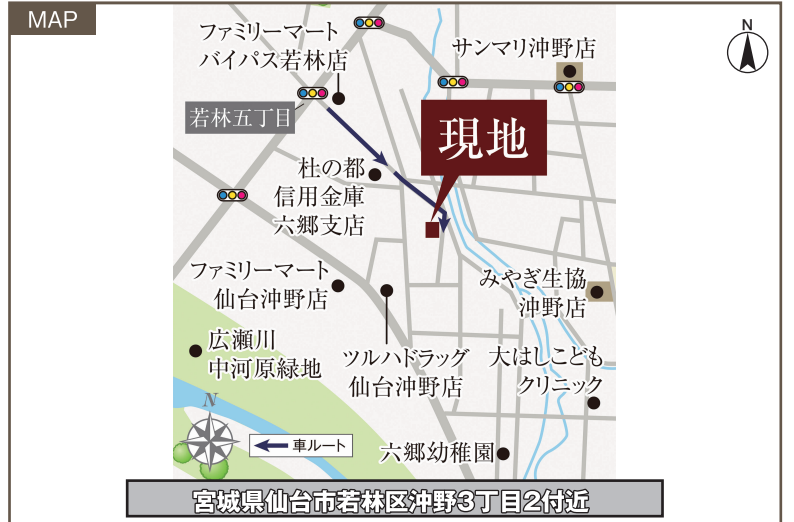 MAP
N
ファミリーマート
バイパス若林店
サンマリ沖野店
若林五丁目
現地
杜の都
信用金庫
六郷支店
ファミリーマート
仙台沖野店
みやぎ生協
沖野店
広瀬川
中河原緑地
ツルハドラッグ
仙台沖野店
大はしこども
クリニック
N
車ルート
六郷幼稚園
宮城県仙台市若林区沖野3丁目2付近